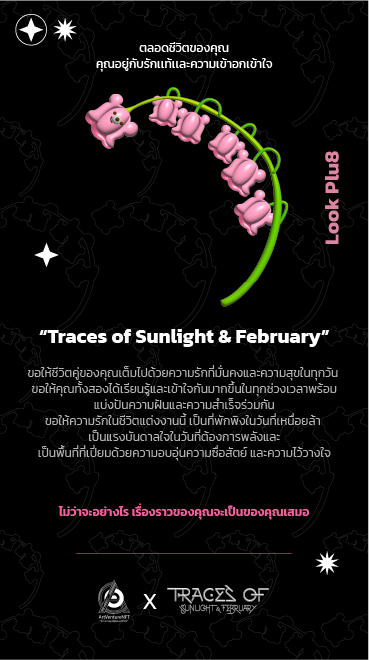 ตลอดชีวิตของคุณ
คุณอยู่กับรักแท้และความเข้าอกเข้าใจ
Look Plu8
“Traces of Sunlight & February”
ขอให้ชีวิตคู่ของคุณเต็มไปด้วยความรักที่มั่นคงและความสุขในทุกวัน
ขอให้คุณทั้งสองได้เรียนรู้และเข้าใจกันมากขึ้นในทุกช่วงเวลาพร้อม
แบ่งปันความฝันและความสำเร็จร่วมกัน
ขอให้ความรักในชีวิตแต่งงานนี้ เป็นที่พักพิงในวันที่เหนื่อยล้า
เป็นแรงบันดาลใจในวันที่ต้องการพลังและ
เป็นพื้นที่ที่เปี่ยมด้วยความอบอุ่นความซื่อสัตย์ และความไว้วางใจ
ไม่ว่าจะอย่างไร เรื่องราวของคุณจะเป็นของคุณเสมอ
ArtVentureNFT
X
TRACES OF
SUNLIGHT & FEBRUARY